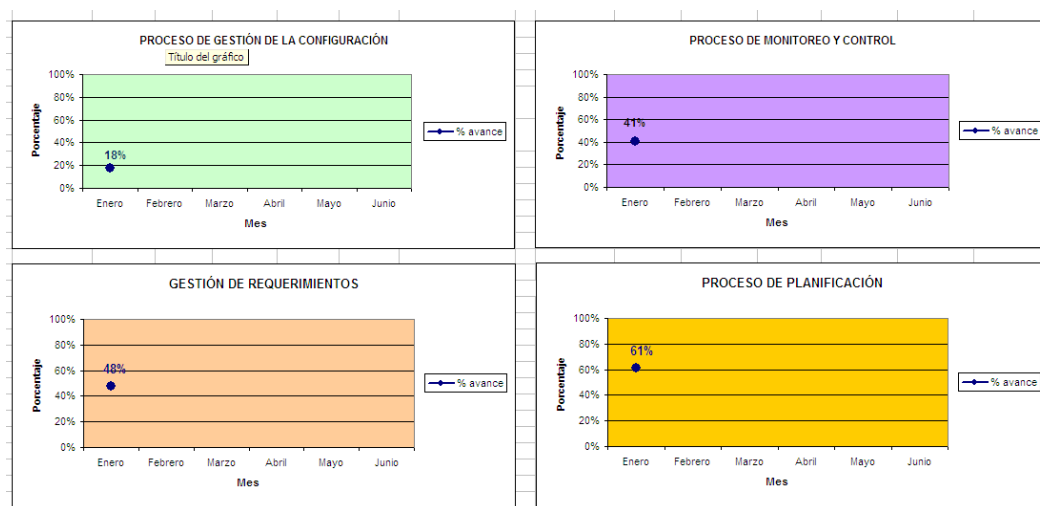 PROCESO DE GESTIÓN DE LA CONFIGURACIÓN
Título del gráfico
100%
80%
60%
40%
20%
0%
Porcentaje
18%
Enero Febrero Marzo Abril Mayo Junio
Mes
% avance
PROCESO DE MONITOREO Y CONTROL
100%
80%
60%
40%
20%
0%
Porcentaje
41%
Enero Febrero Marzo Abril Mayo Junio
Mes
% avance
GESTIÓN DE REQUERIMIENTOS
100%
80%
60%
40%
20%
0%
Porcentaje
48%
Enero Febrero Marzo Abril Mayo Junio
Mes
% avance
PROCESO DE PLANIFICACIÓN
100%
80%
60%
40%
20%
0%
Porcentaje
61%
Enero Febrero Marzo Abril Mayo Junio
Mes
% avance